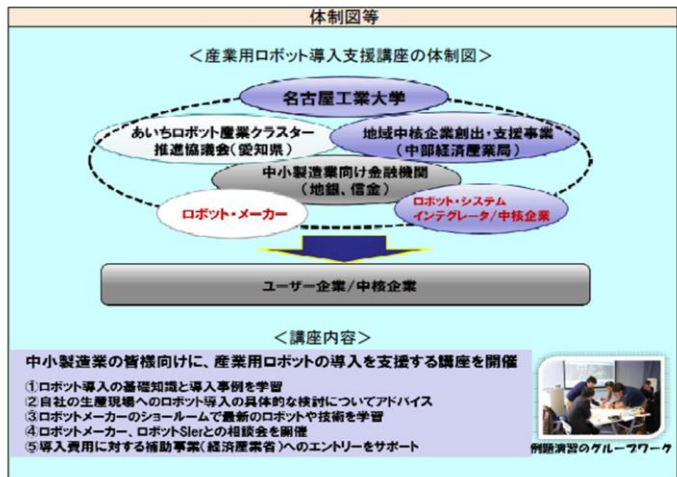 体制図等
＜産業用ロボット導入支援講座の体制図＞
名古屋工業大学
あいちロボット産業クラスター
推進協議会(愛知県)
地域中核企業創出・支援事業
(中部経済産業局)
中小製造業向け金融機関
(地銀、信金)
ロボット・メーカー
ロボット・システム
インテグレータ/中核企業
ユーザー企業/中核企業
＜講座内容＞
中小製造業の皆様向けに、産業用ロボットの導入を支援する講座を開催
①ロボット導入の基礎知識と導入事例を学習
②自社の生産現場へのロボット導入の具体的な検討についてアドバイス
③ロボットメーカーのショールームで最新のロボットや技術を学習
④ロボットメーカー、ロボットSIerとの相談会を開催
⑤導入費用に対する補助事業(経済産業省)へのエントリーをサポート
例題演習のグループワーク